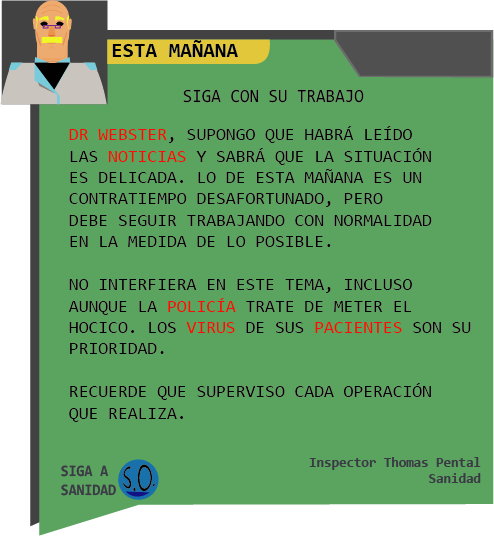 ESTA MAÑANA
SIGA CON SU TRABAJO
DR WEBSTER, SUPONGO QUE HABRÁ LEÍDO
LAS NOTICIAS Y SABRÁ QUE LA SITUACIÓN
ES DELICADA. LO DE ESTA MAÑANA ES UN
CONTRATIEMPO DESAFORTUNADO, PERO
DEBE SEGUIR TRABAJANDO CON NORMALIDAD
EN LA MEDIDA DE LO POSIBLE.
NO INTERFIERA EN ESTE TEMA, INCLUSO
AUNQUE LA POLICÍA TRATE DE METER EL
HOCICO. LOS VIRUS DE SUS PACIENTES SON SU
PRIORIDAD.
RECUERDE QUE SUPERVISO CADA OPERACIÓN
QUE REALIZA.
Inspector Thomas Pental
Sanidad
SIGA A
SANIDAD
S.O.